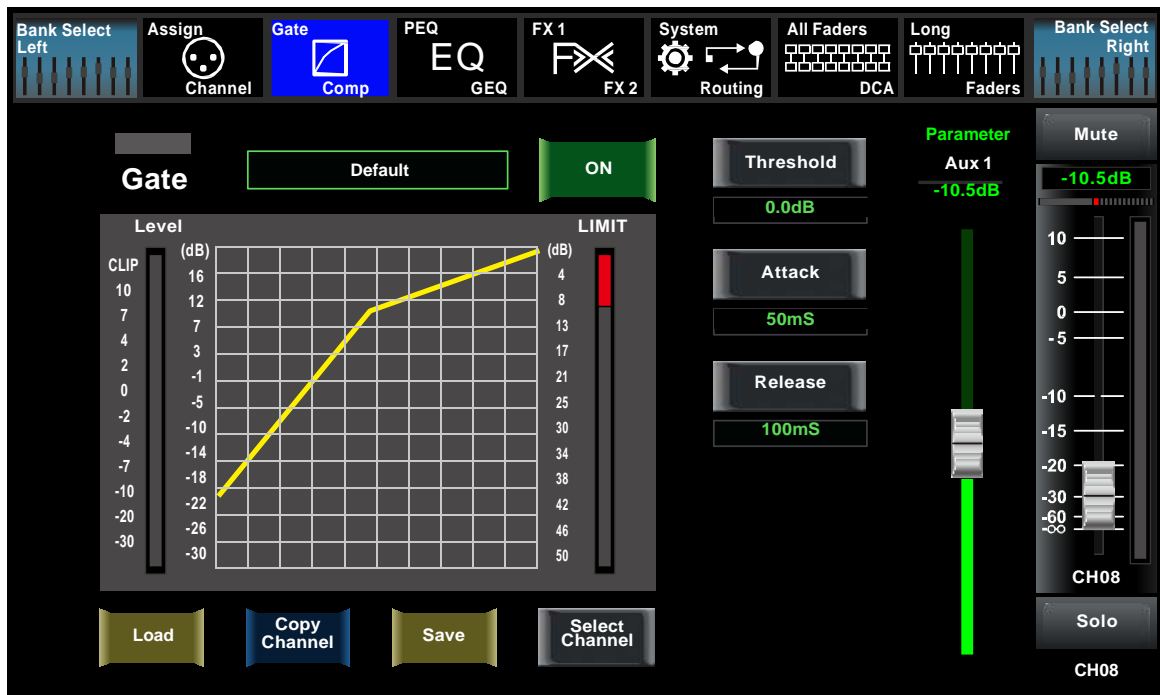 Bank Select
Left
Assign
Channel
Gate
Comp
PEQ
EQ
GEQ
FX 1
FX
FX 2
System
Routing
All Faders
DCA
Long
Faders
Bank Select
Right
Gate
Default
ON
Threshold
0.0dB
Attack
50mS
Release
100mS
Parameter
Aux 1
-10.5dB
Mute
-10.5dB
Level
LIMIT
CLIP
10
7
4
2
0
-2
-4
-7
-10
-20
-30
(dB)
16
12
7
3
-1
-5
-10
-14
-18
-22
-26
-30
(dB)
4
8
13
17
21
25
30
34
38
42
46
50
10
5
0
-5
-10
-15
-20
-30
-60
-∞
CH08
Load
Copy
Channel
Save
Select
Channel
Solo
CH08